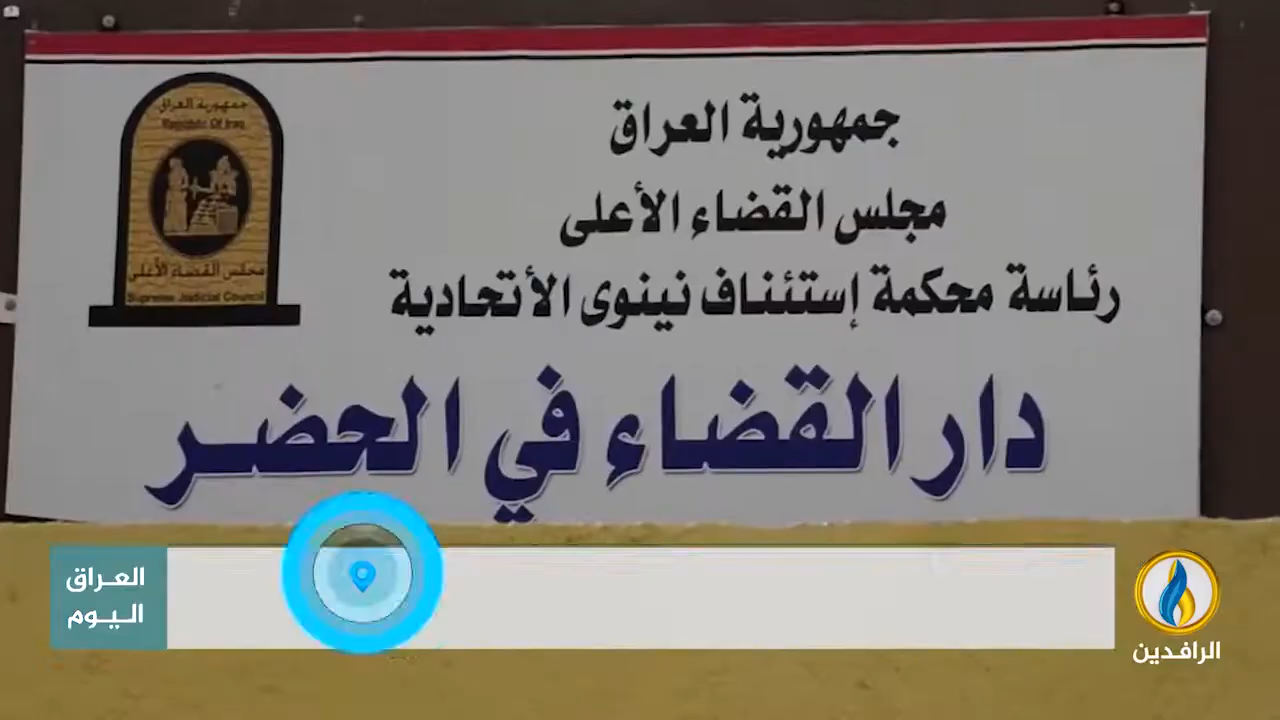 جمهورية العراق
Republic Of Iraq
مجلس القضاء الأعلى
Supreme Judicial Council
جمهورية العراق
مجلس القضاء الأعلى
رئاسة محكمة إستئناف نينوى الأتحادية
دار القضاء في الحضر
العراق
اليوم
الرافدين